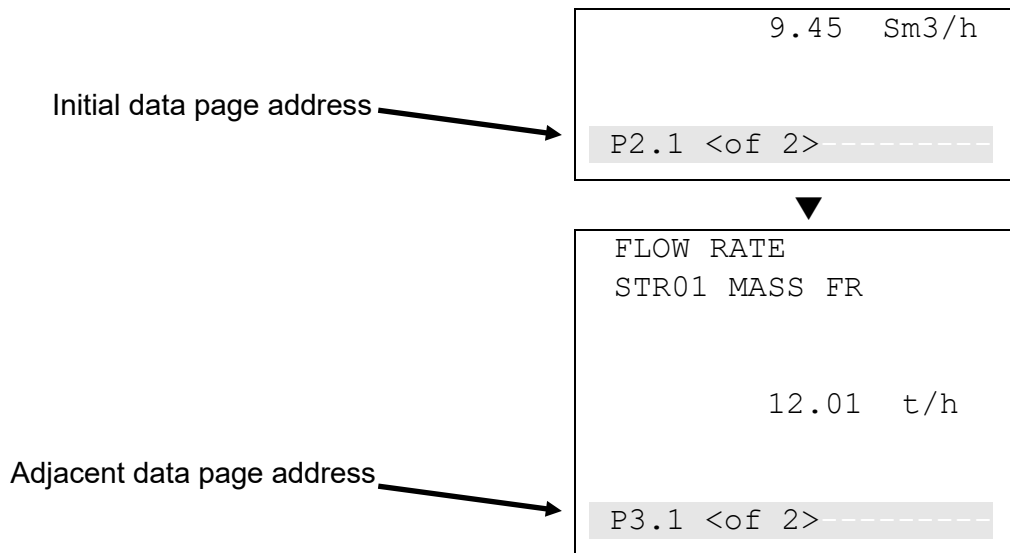 9.45 Sm3/h
Initial data page address
P2.1 <of 2>---------
▼
FLOW RATE
STR01 MASS FR
12.01 t/h
Adjacent data page address
P3.1 <of 2>---------